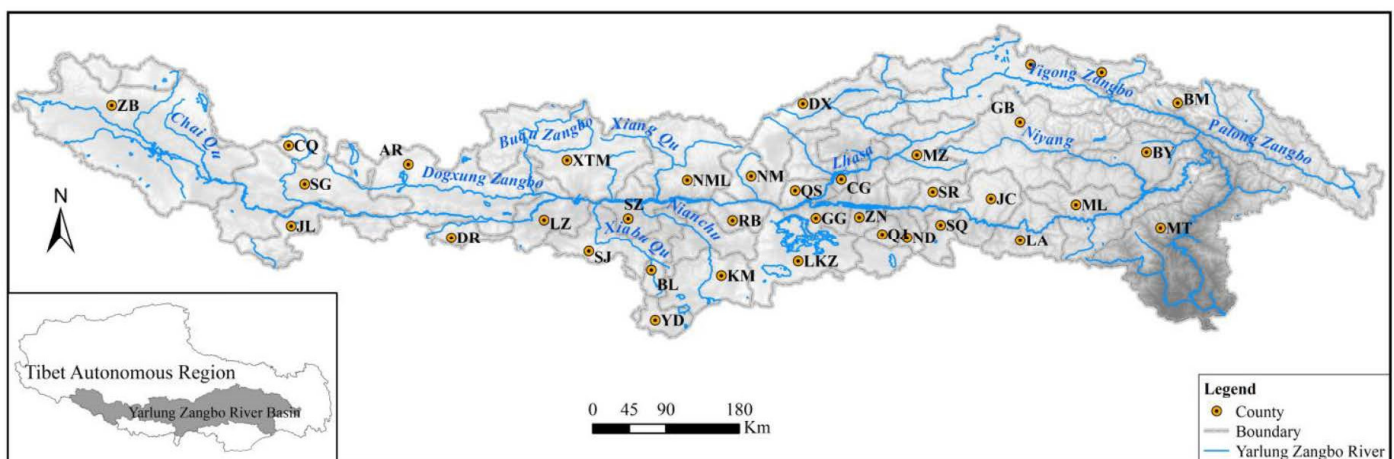 ZB
Chai Qu
CQ
SG
JL
AR
Dogxung Zangbo
DR
Buqu Zangbo
XTM
Xiang Qu
LZ
SZ
SJ
Xiabu Qu
BL
YD
Nianchu
NML
NM
RB
KM
DX
QS
Lhasa
CG
GG
ZN
QJ
ND
LKZ
MZ
SR
SQ
GB
Niyang
JC
LA
ML
Yigong Zangbo
BM
BY
MT
Palong Zangbo
N
Tibet Autonomous Region
Yarlung Zangbo River Basin
0 45 90 180
Km
Legend
County
Boundary
Yarlung Zangbo River